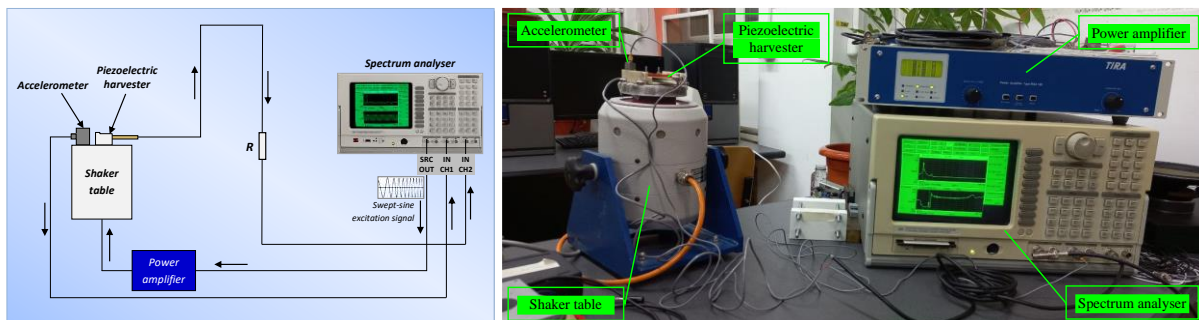 Piezoelectric
harvester
Accelerometer
Spectrum analyser
R
Shaker
table
SRC
OUT
IN
CH1
IN
CH2
Swept-sine
excitation signal
Power
amplifier
Accelerometer
Piezoelectric
harvester
Power amplifier
TIRA
Shaker table
Spectrum analyser